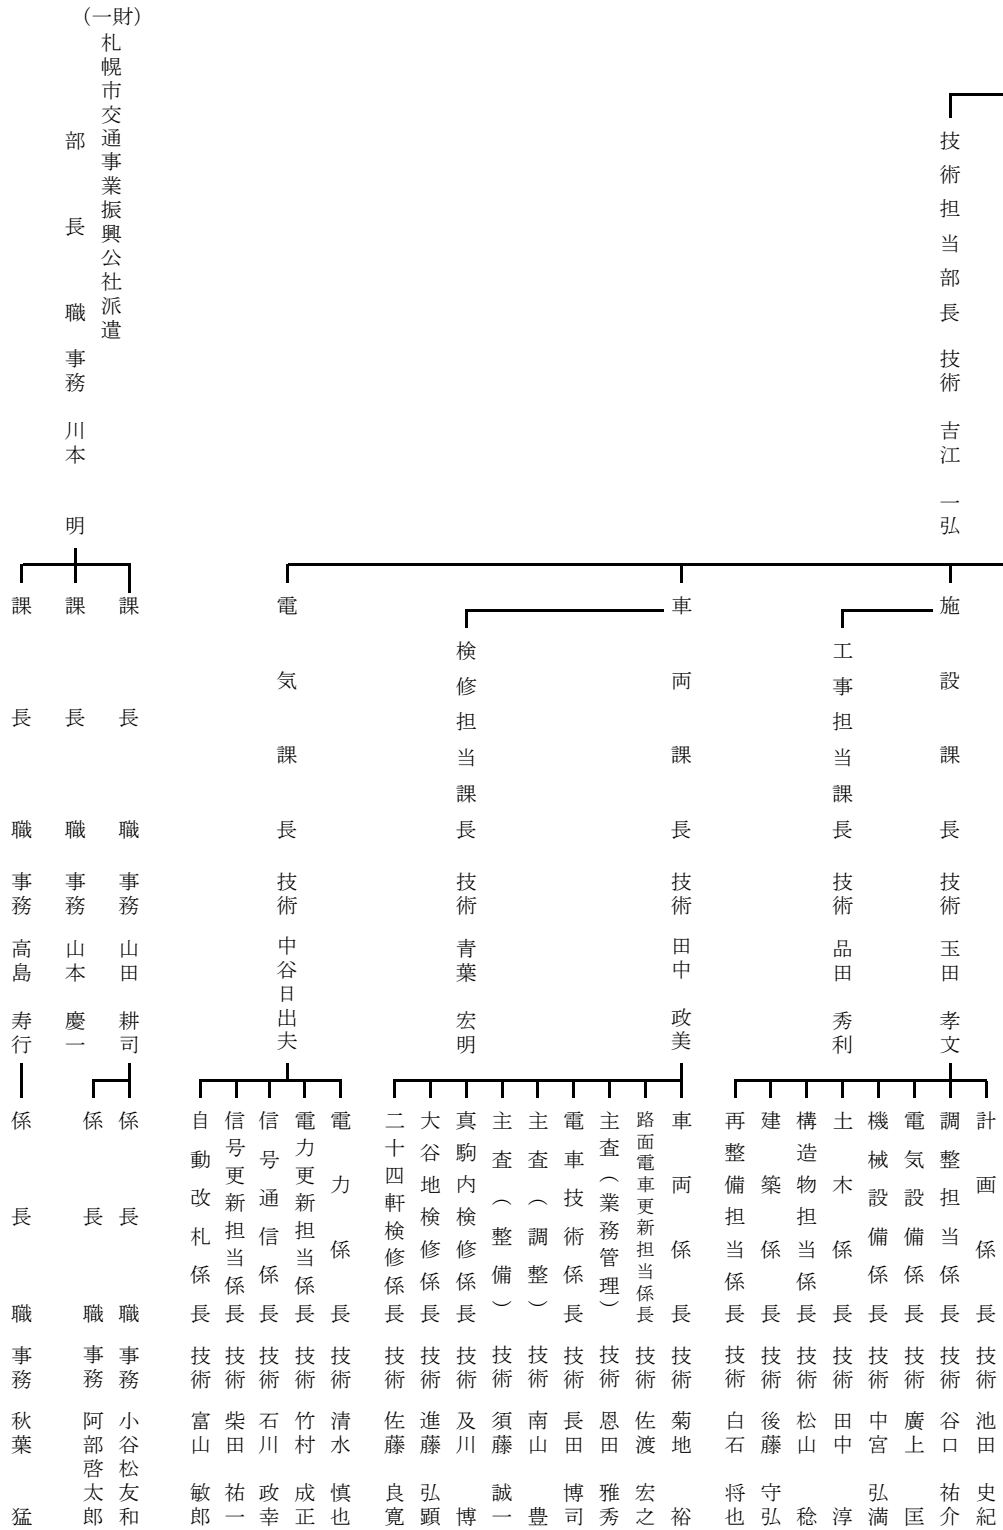 技術担当部長 技術 吉江 一弘
施設課長 技術 玉田 孝文
計画係長 技術 池田 史紀
調整担当係長 技術 谷口 祐介
電気設備係長 技術 廣上 匡
機械設備係長 技術 中宮 弘満
土木係長 技術 田中 淳
構造物担当係長 技術 松山 稔
建築係長 技術 後藤 守弘
再整備担当係長 技術 白石 将也
工事担当課長 技術 品田 秀利
車両課長 技術 田中 政美
車両係長 技術 菊地 裕
路面電車更新担当係長 技術 佐渡 宏之
主査(業務管理) 技術 恩田 雅秀
電車技術係長 技術 長田 博司
主査(調整) 技術 南山 豊
主査(整備) 技術 須藤 誠一
真駒内検修係長 技術 及川 博
大谷地検修係長 技術 進藤 弘顕
二十四軒検修係長 技術 佐藤 良寛
検修担当課長 技術 青葉 宏明
電気課長 技術 中谷日出夫
電力係長 技術 清水 慎也
電力更新担当係長 技術 竹村 成正
信号通信係長 技術 石川 政幸
信号更新担当係長 技術 柴田 祐一
自動改札係長 技術 富山 敏郎
(一財)札幌市交通事業振興公社派遣
部長職 事務 川本 明
課長職 事務 山田 耕司
係長職 事務 小谷松友和
係長職 事務 阿部啓太郎
課長職 事務 山本 慶一
課長職 事務 高島 寿行
係長職 事務 秋葉 猛